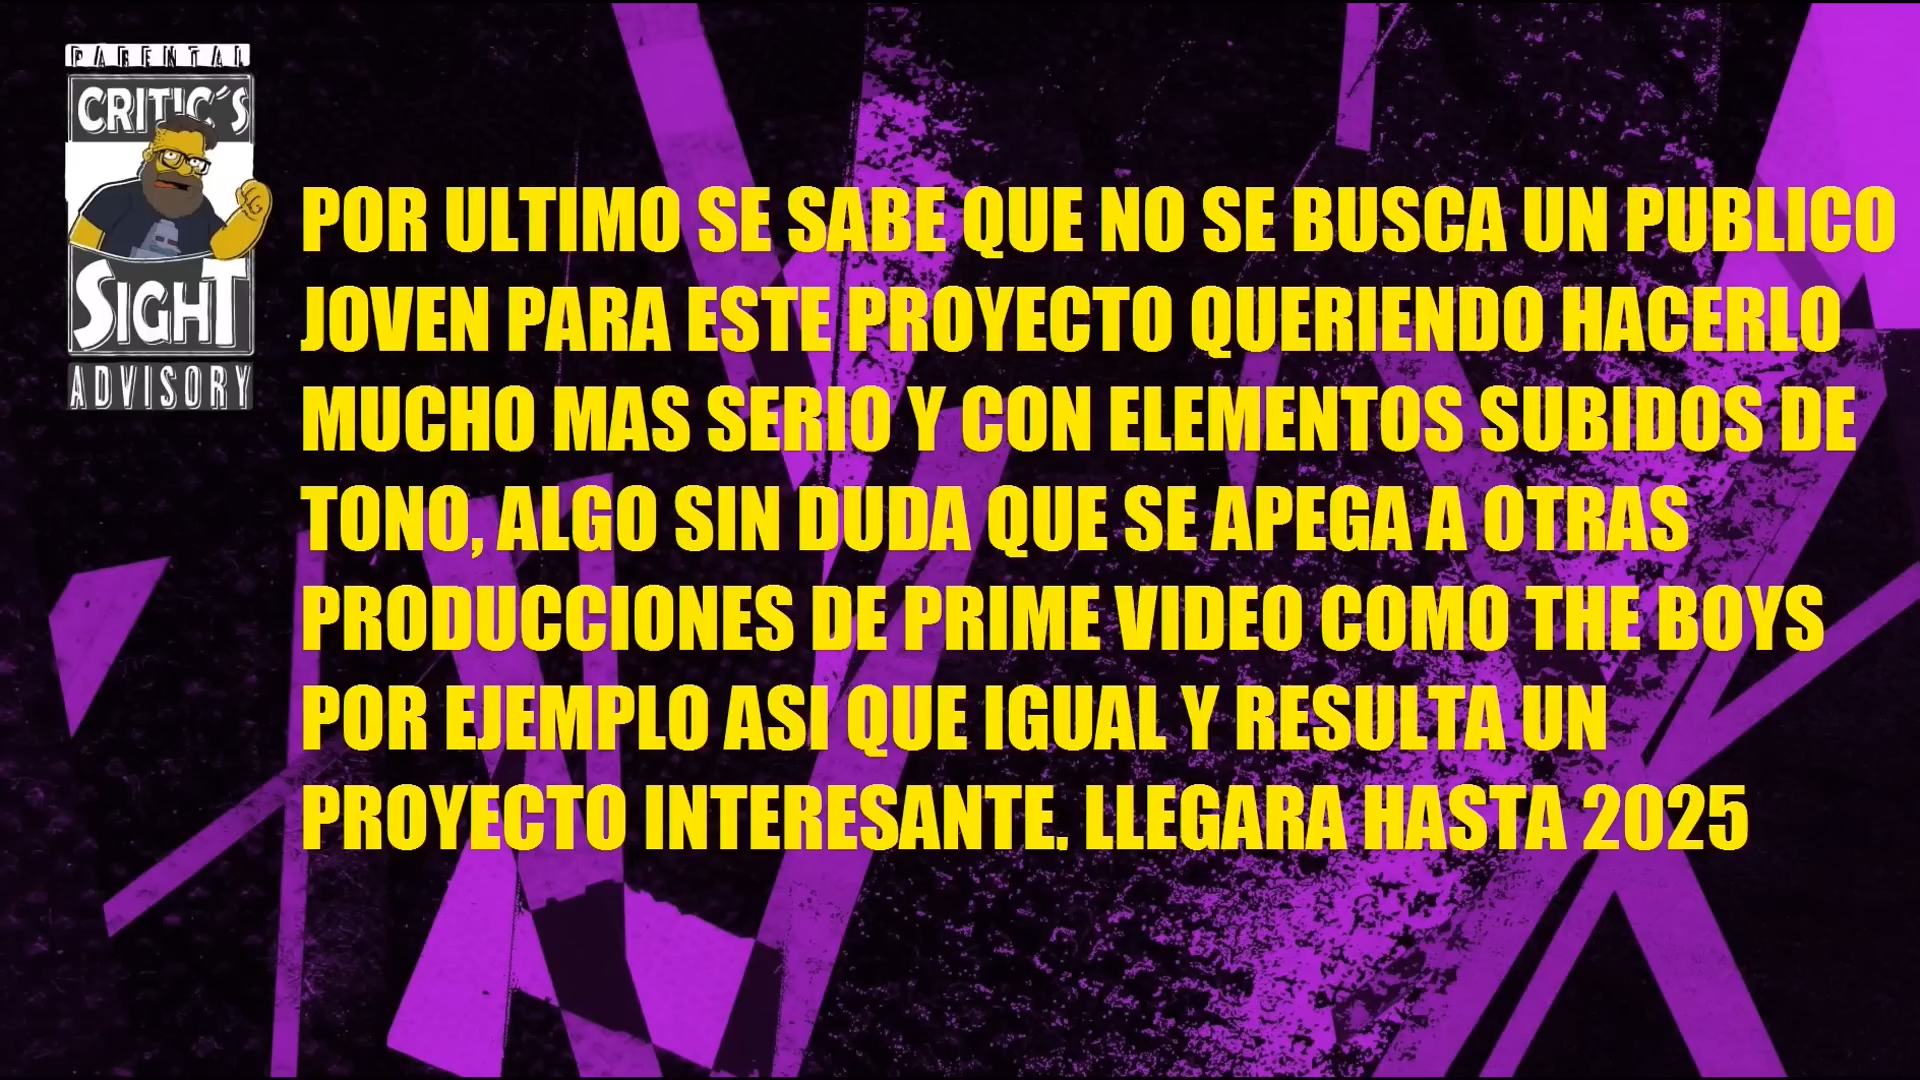 PARENTAL
CRITIC´S
SIGHT
ADVISORY
POR ULTIMO SE SABE QUE NO SE BUSCA UN PUBLICO
JOVEN PARA ESTE PROYECTO QUERIENDO HACERLO
MUCHO MAS SERIO Y CON ELEMENTOS SUBIDOS DE
TONO, ALGO SIN DUDA QUE SE APEGA A OTRAS
PRODUCCIONES DE PRIME VIDEO COMO THE BOYS
POR EJEMPLO ASI QUE IGUAL Y RESULTA UN
PROYECTO INTERESANTE. LLEGARA HASTA 2025